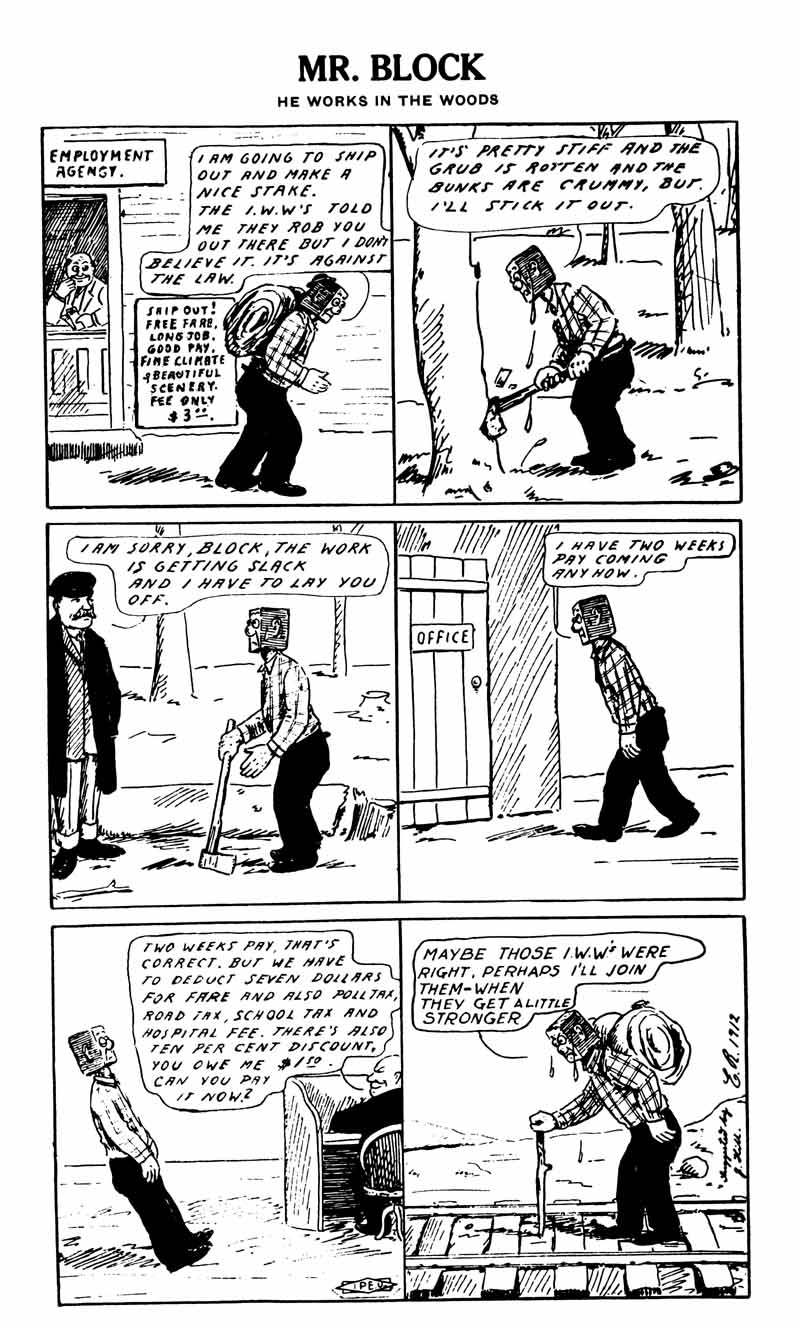 MR. BLOCK
HE WORKS IN THE WOODS
EMPLOYMENT
AGENSY.
I AM GOING TO SHIP
OUT AND MAKE A
NICE STAKE.
THE I.W.W'S TOLD
ME THEY ROB YOU
OUT THERE BUT I DON'T
BELIEVE IT. IT'S AGAINST
THE LAW.
SHIP OUT!
FREE FARE,
LONG JOB,
GOOD PAY,
FINE CLIMATE
& BEAUTIFUL
SCENERY.
FEE ONLY
$3.00.
IT'S PRETTY STIFF AND THE
GRUB IS ROTTEN AND THE
BUNKS ARE CRUMMY, BUT
I'LL STICK IT OUT.
I AM SORRY, BLOCK, THE WORK
IS GETTING SLACK
AND I HAVE TO LAY YOU
OFF.
OFFICE
I HAVE TWO WEEKS
PAY COMING
ANYHOW.
TWO WEEKS PAY, THAT'S
CORRECT. BUT WE HAVE
TO DEDUCT SEVEN DOLLARS
FOR FARE AND ALSO POLL TAX,
ROAD TAX, SCHOOL TAX AND
HOSPITAL FEE. THERE'S ALSO
TEN PER CENT DISCOUNT.
YOU OWE ME $1.50.
CAN YOU PAY
IT NOW?
I.P.E.U.
MAYBE THOSE I.W.W.'s WERE
RIGHT, PERHAPS I'LL JOIN
THEM-WHEN
THEY GET A LITTLE
STRONGER
E.R. 1912
by
J. Hill.